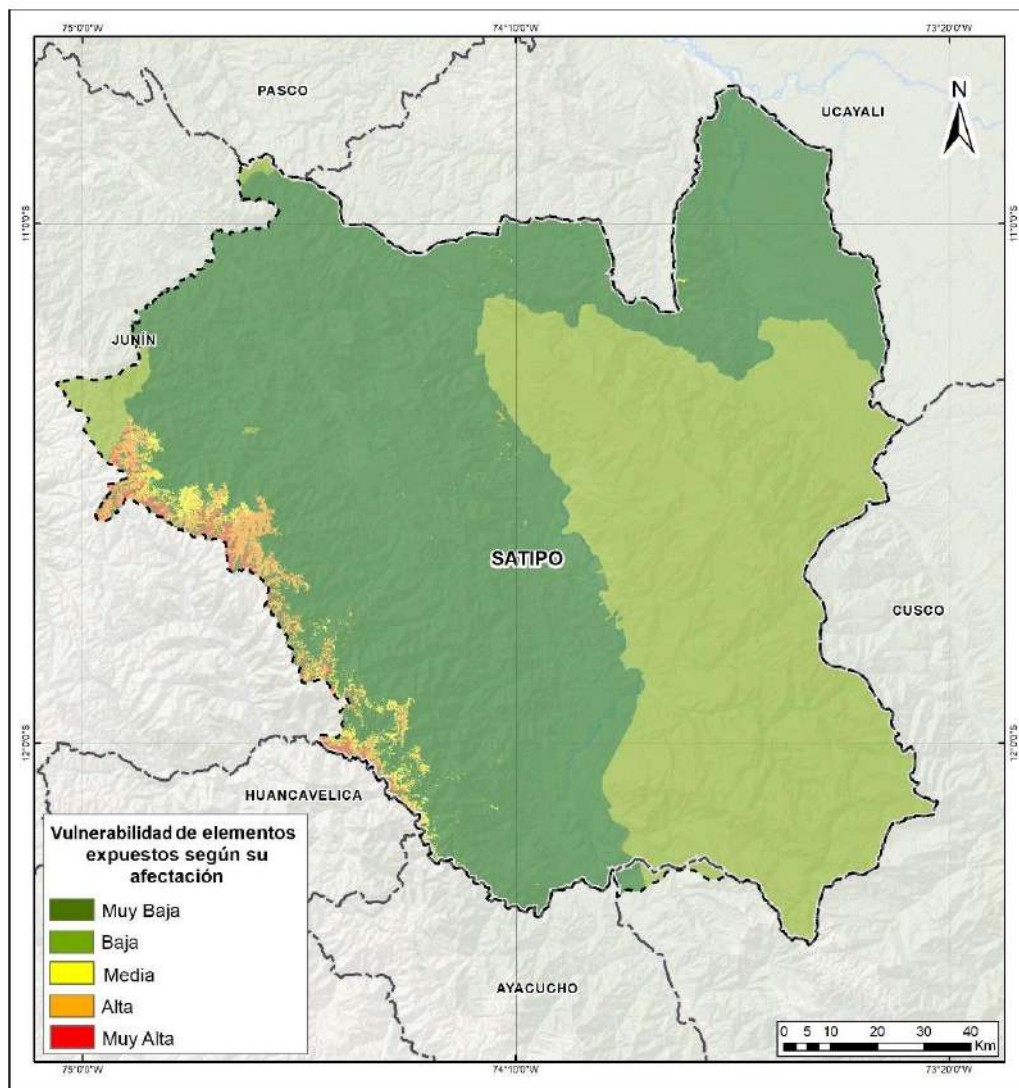 75°0'0"W
74°10'0"W
73°20'0"W
PASCO
UCAYALI
N
11°0'0"S
11°0'0"S
JUNÍN
SATIPO
CUSCO
12°0'0"S
12°0'0"S
HUANCAVELICA
Vulnerabilidad de elementos
expuestos según su
afectación
Muy Baja
Baja
Media
Alta
Muy Alta
AYACUCHO
0 5 10 20 30 40
Km
75°0'0"W
74°10'0"W
73°20'0"W